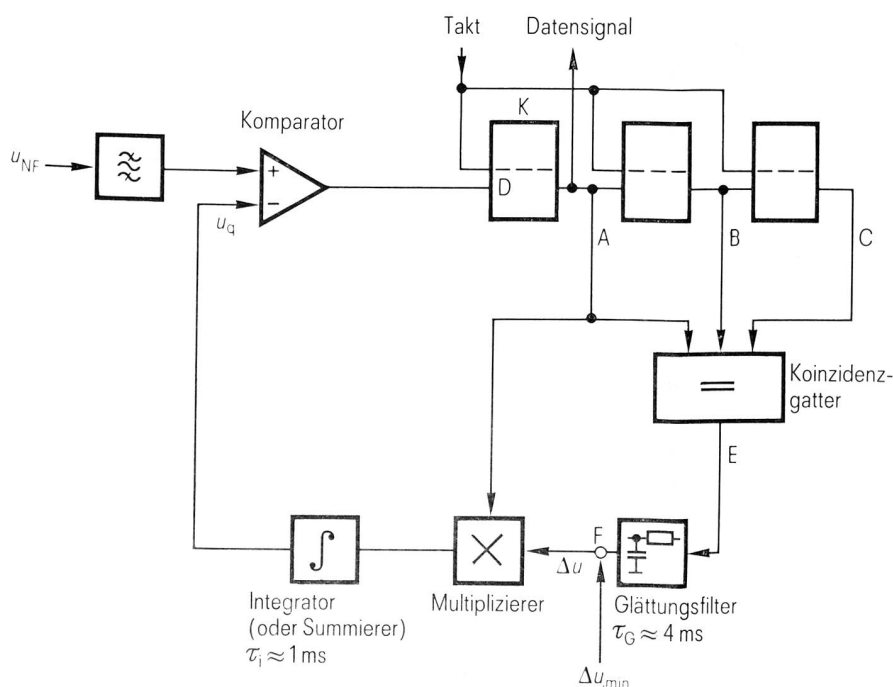 Takt
Datensignal
K
Komparator
u_NF
+
D
−
u_q
A
B
C
=
Koinzidenz-
gatter
E
F
Δu
Integrator
(oder Summierer)
τ_i ≈ 1 ms
Multiplizierer
Glättungsfilter
τ_G ≈ 4 ms
Δu_min